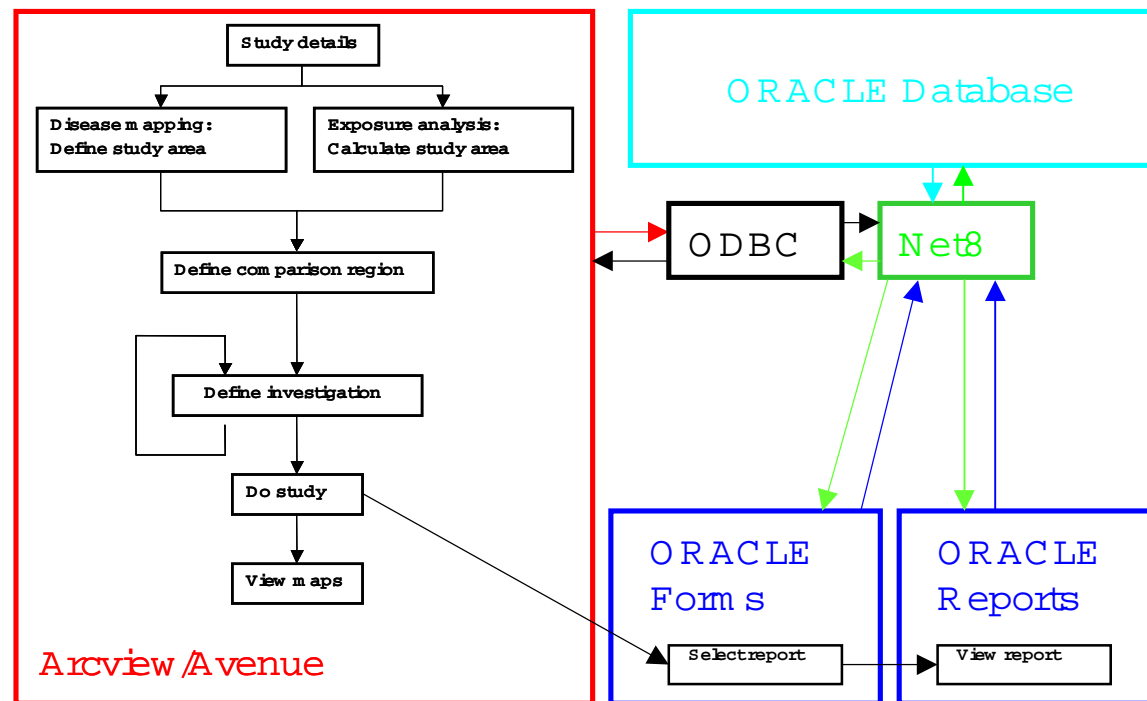 Study details
Disease mapping:
Define study area
Exposure analysis:
Calculate study area
Define comparison region
Define investigation
Do study
View maps
Arcview/Avenue
ORACLE Database
ODBC
Net8
ORACLE
Forms
Select report
ORACLE
Reports
View report